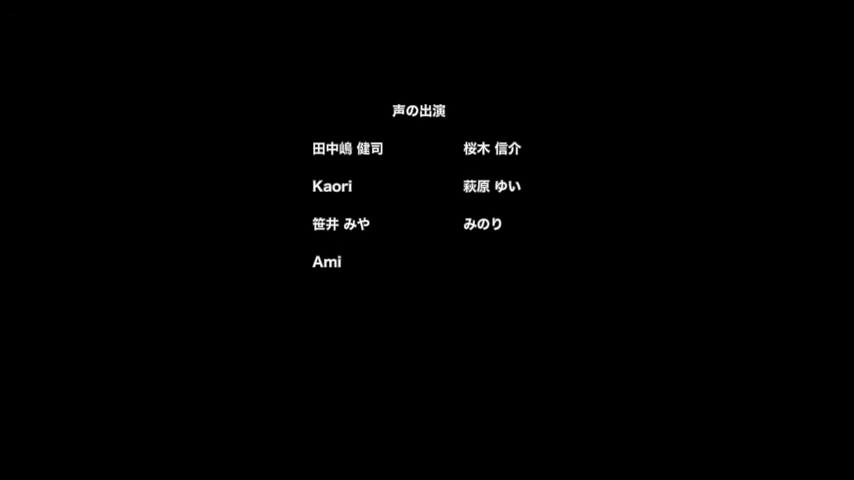 声の出演
田中嶋 健司 桜木 信介
Kaori 萩原 ゆい
笹井 みや みのり
Ami